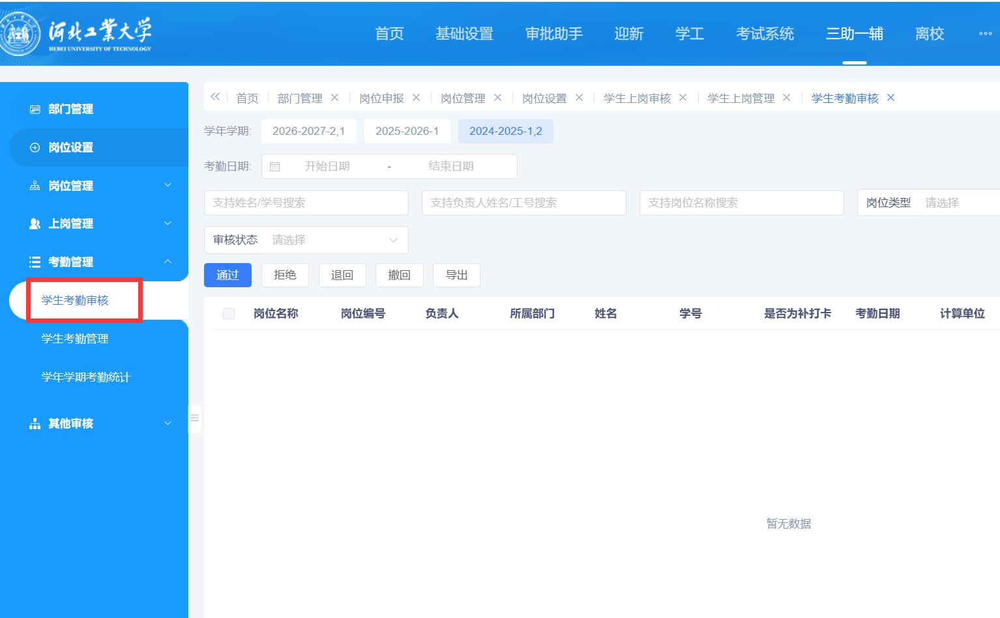 河北工業大学
HEBEI UNIVERSITY OF TECHNOLOGY
首页 基础设置 审批助手 迎新 学工 考试系统 三助一辅 离校
部门管理
岗位设置
岗位管理
上岗管理
考勤管理
学生考勤审核
学生考勤管理
学年学期考勤统计
其他审核
首页 部门管理 岗位申报 岗位管理 岗位设置 学生上岗审核 学生上岗管理 学生考勤审核
学年学期: 2026-2027-2,1 2025-2026-1 2024-2025-1,2
考勤日期: 开始日期 - 结束日期
支持姓名/学号搜索 支持负责人姓名/工号搜索 支持岗位名称搜索 岗位类型 请选择
审核状态 请选择
通过 拒绝 退回 撤回 导出
岗位名称 岗位编号 负责人 所属部门 姓名 学号 是否为补打卡 考勤日期 计算单位
暂无数据